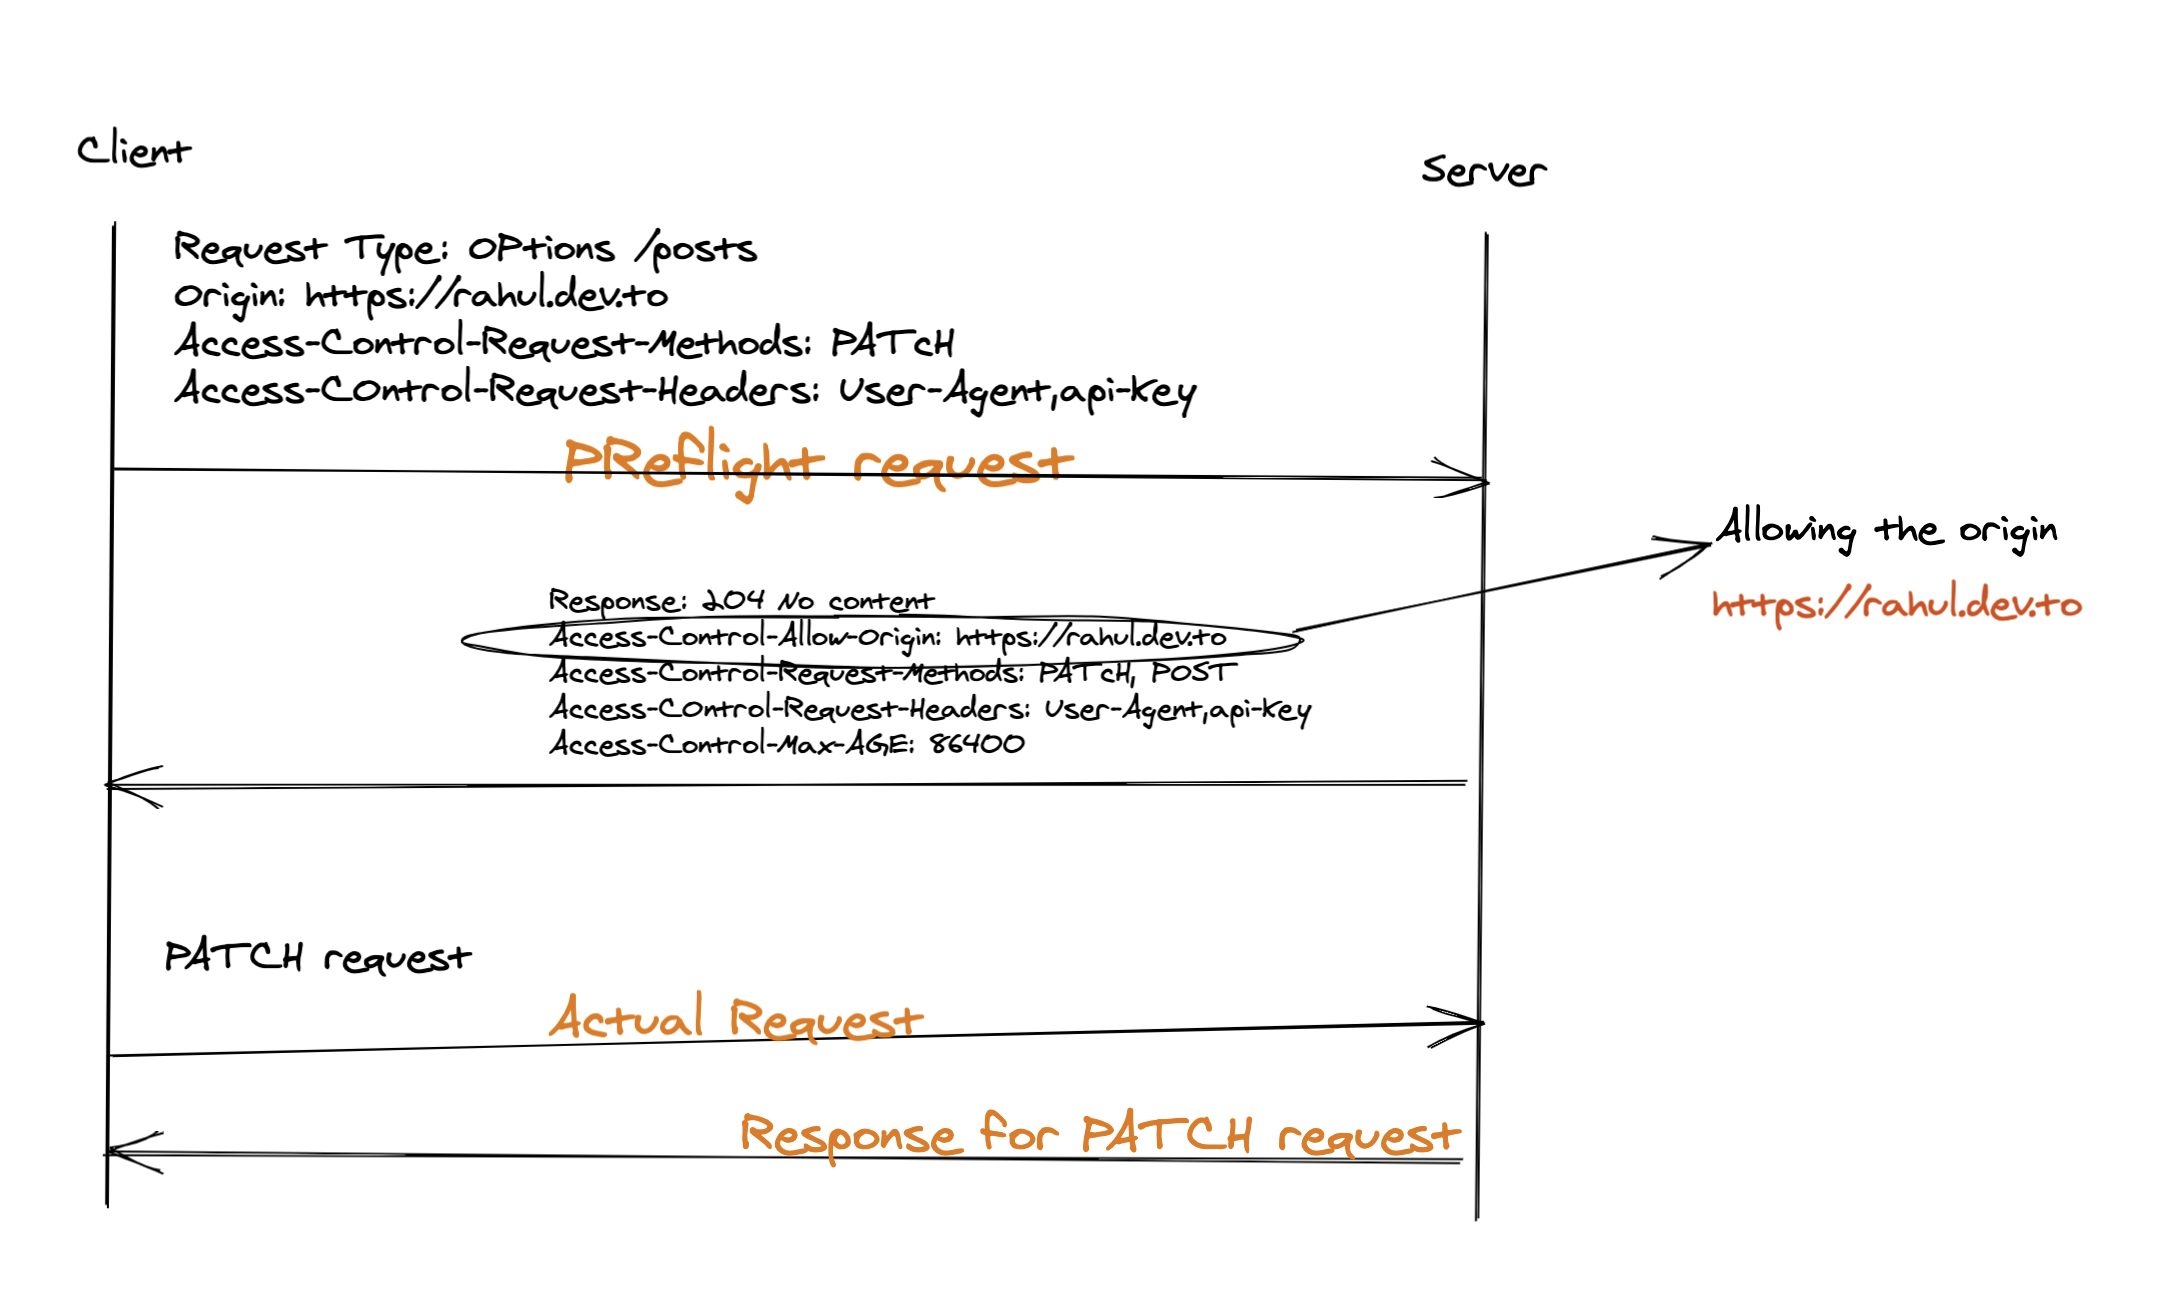 Client
Server
Request Type: OPtions /posts
Origin: https://rahul.dev.to
Access-Control-Request-Methods: PATcH
Access-COntrol-Request-Headers: User-Agent,api-Key
PReflight request
Allowing the origin
https://rahul.dev.to
Response: 204 No content
Access-Control-Allow-Origin: https://rahul.dev.to
Access-Control-Request-Methods: PATcH, POST
Access-COntrol-Request-Headers: User-Agent,api-Key
Access-Control-Max-AGE: 86400
PATCH request
Actual Request
Response for PATCH request